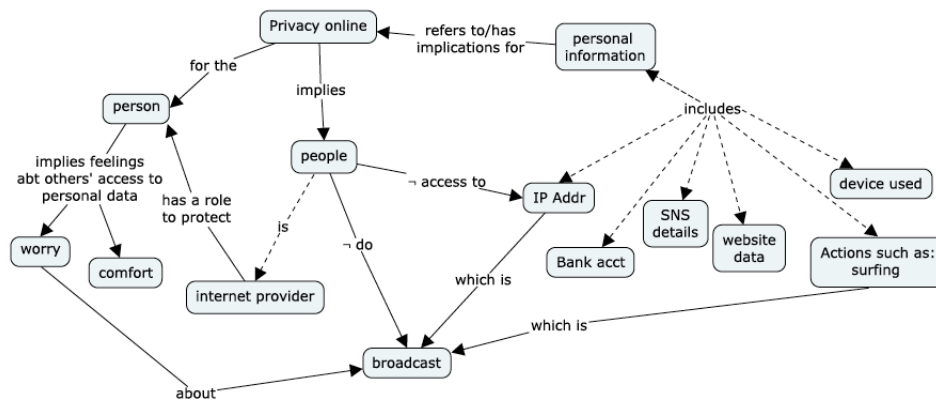 Privacy online
refers to/has
implications for
personal
information
for the
implies
includes
person
people
¬ access to
IP Addr
device used
implies feelings
abt others' access to
personal data
has a role
to protect
is
¬ do
SNS
details
website
data
Bank acct
Actions such as:
surfing
worry
comfort
internet provider
which is
which is
broadcast
about